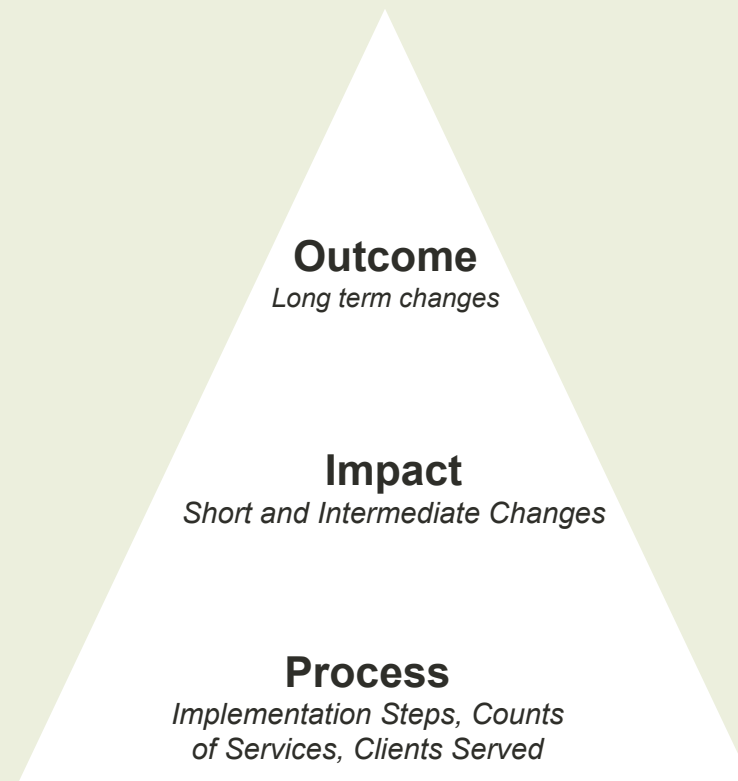 Outcome
Long term changes
Impact
Short and Intermediate Changes
Process
Implementation Steps, Counts
of Services, Clients Served